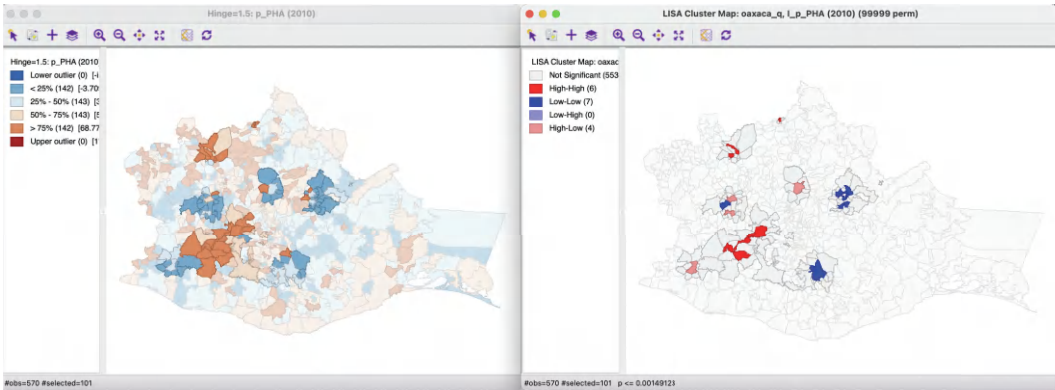 Hinge=1.5: p_PHA (2010)
Hinge=1.5: p_PHA (2010
Lower outlier (0) [-i
< 25% (142) [-3.70
25% - 50% (143) [3
50% - 75% (143) [5
> 75% (142) [68.77
Upper outlier (0) [1
#obs=570 #selected=101
LISA Cluster Map: oaxaca_q, I_p_PHA (2010) (99999 perm)
LISA Cluster Map: oaxac
Not Significant (553
High-High (6)
Low-Low (7)
Low-High (0)
High-Low (4)
#obs=570 #selected=101 p <= 0.00149123